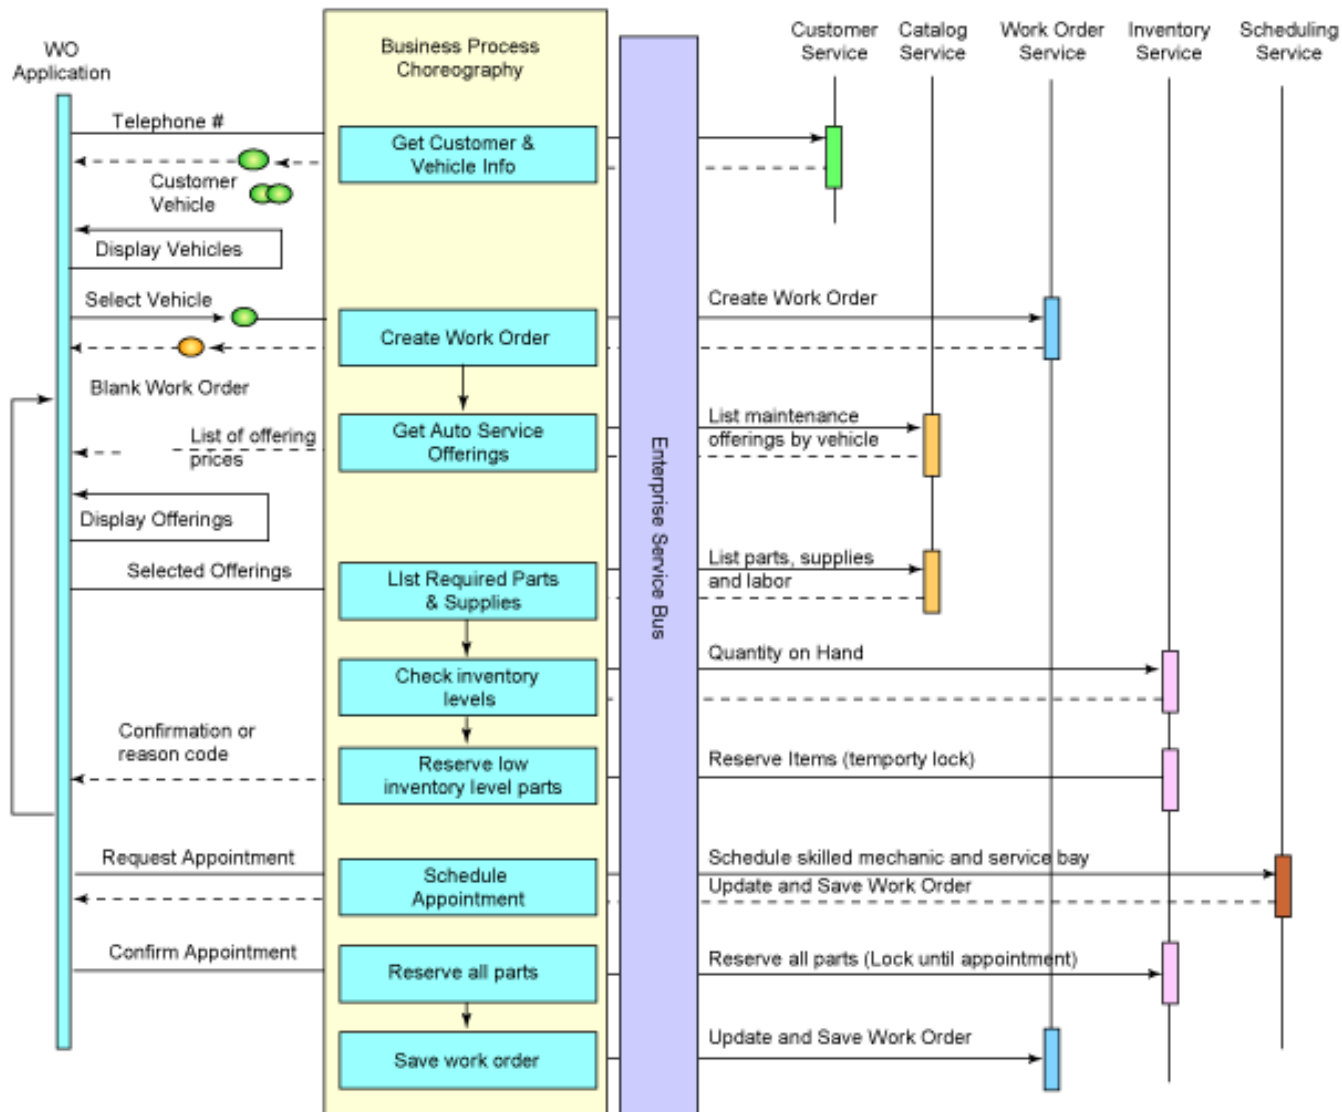 WO
Application
Business Process
Choreography
Customer
Service
Catalog
Service
Work Order
Service
Inventory
Service
Scheduling
Service
Telephone #
Get Customer &
Vehicle Info
Customer
Vehicle
Display Vehicles
Select Vehicle
Create Work Order
Create Work Order
Blank Work Order
List of offering
prices
Get Auto Service
Offerings
List maintenance
offerings by vehicle
Enterprise Service Bus
Display Offerings
Selected Offerings
LIst Required Parts
& Supplies
List parts, supplies
and labor
Check inventory
levels
Quantity on Hand
Confirmation or
reason code
Reserve low
inventory level parts
Reserve Items (temporty lock)
Request Appointment
Schedule
Appointment
Schedule skilled mechanic and service bay
Update and Save Work Order
Confirm Appointment
Reserve all parts
Reserve all parts (Lock until appointment)
Save work order
Update and Save Work Order